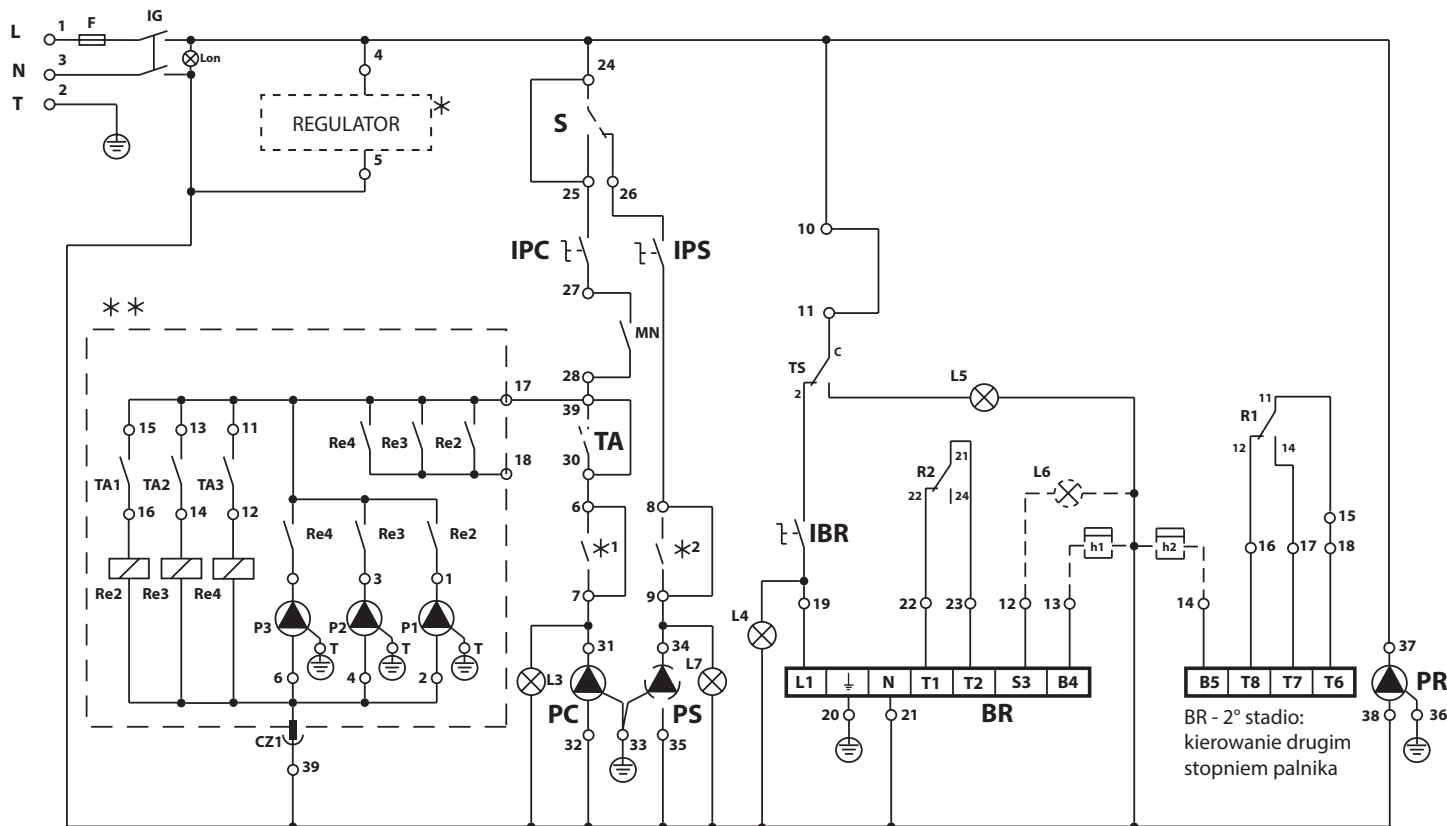 L 1 F IG
Lon
N 3
T 2
4
REGULATOR *
5
24
S
25 26
IPC IPS
27
MN
28
* *
17
39
TA
30
18
15 13 11
TA1 TA2 TA3
16 14 12
Re2 Re3 Re4
Re4 Re3 Re2
Re4 Re3 Re2
3 1
P3 P2 P1
T T T
6 4 2
CZ1
39
6 8
*1 *2
7 9
31 34
L3 L7
PC PS
32 33 35
10
11
C
TS
2
L5
R2
21
22 24
L6
IBR
h1 h2
L4
19 22 23 12 13 14
L1 N T1 T2 S3 B4
BR
20 21
R1
11
12 14
15
16 17 18
B5 T8 T7 T6
37
PR
38 36
BR - 2° stadio:
kierowanie drugim
stopniem palnika